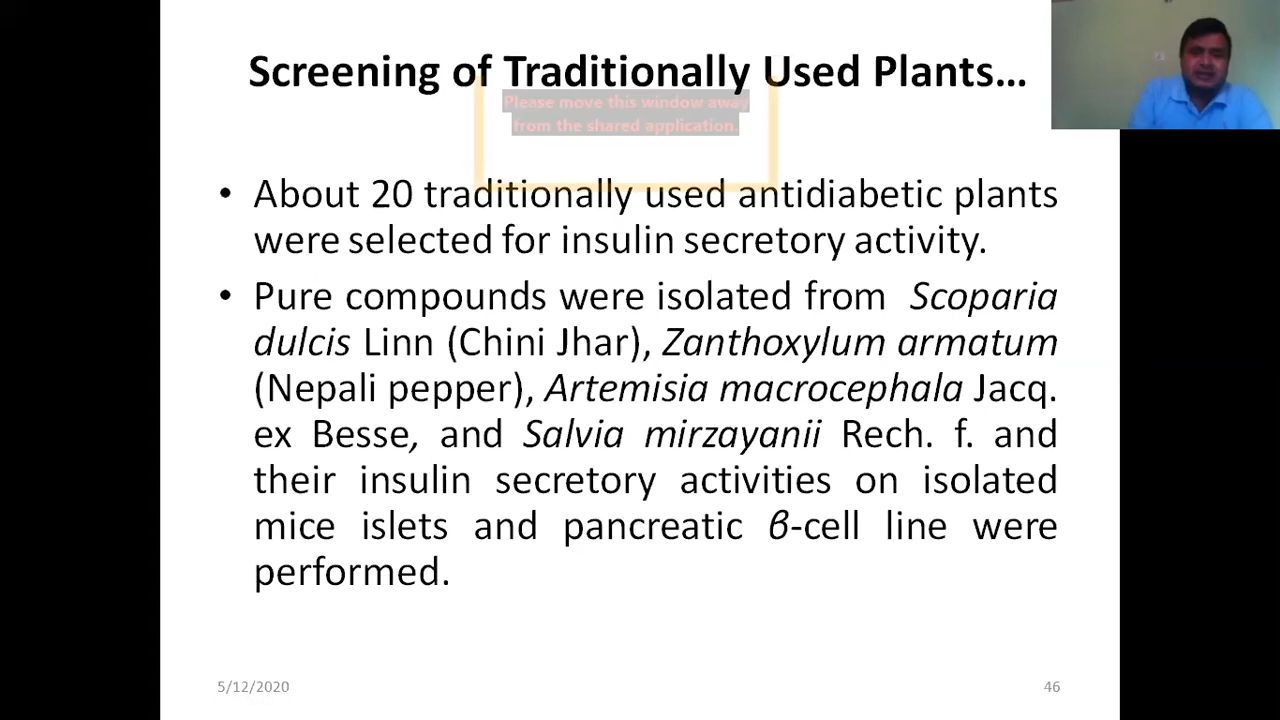 Screening of Traditionally Used Plants...
Please move this window away
from the shared application.
• About 20 traditionally used antidiabetic plants
were selected for insulin secretory activity.
• Pure compounds were isolated from Scoparia
dulcis Linn (Chini Jhar), Zanthoxylum armatum
(Nepali pepper), Artemisia macrocephala Jacq.
ex Besse, and Salvia mirzayanii Rech. f. and
their insulin secretory activities on isolated
mice islets and pancreatic β-cell line were
performed.
5/12/2020
46